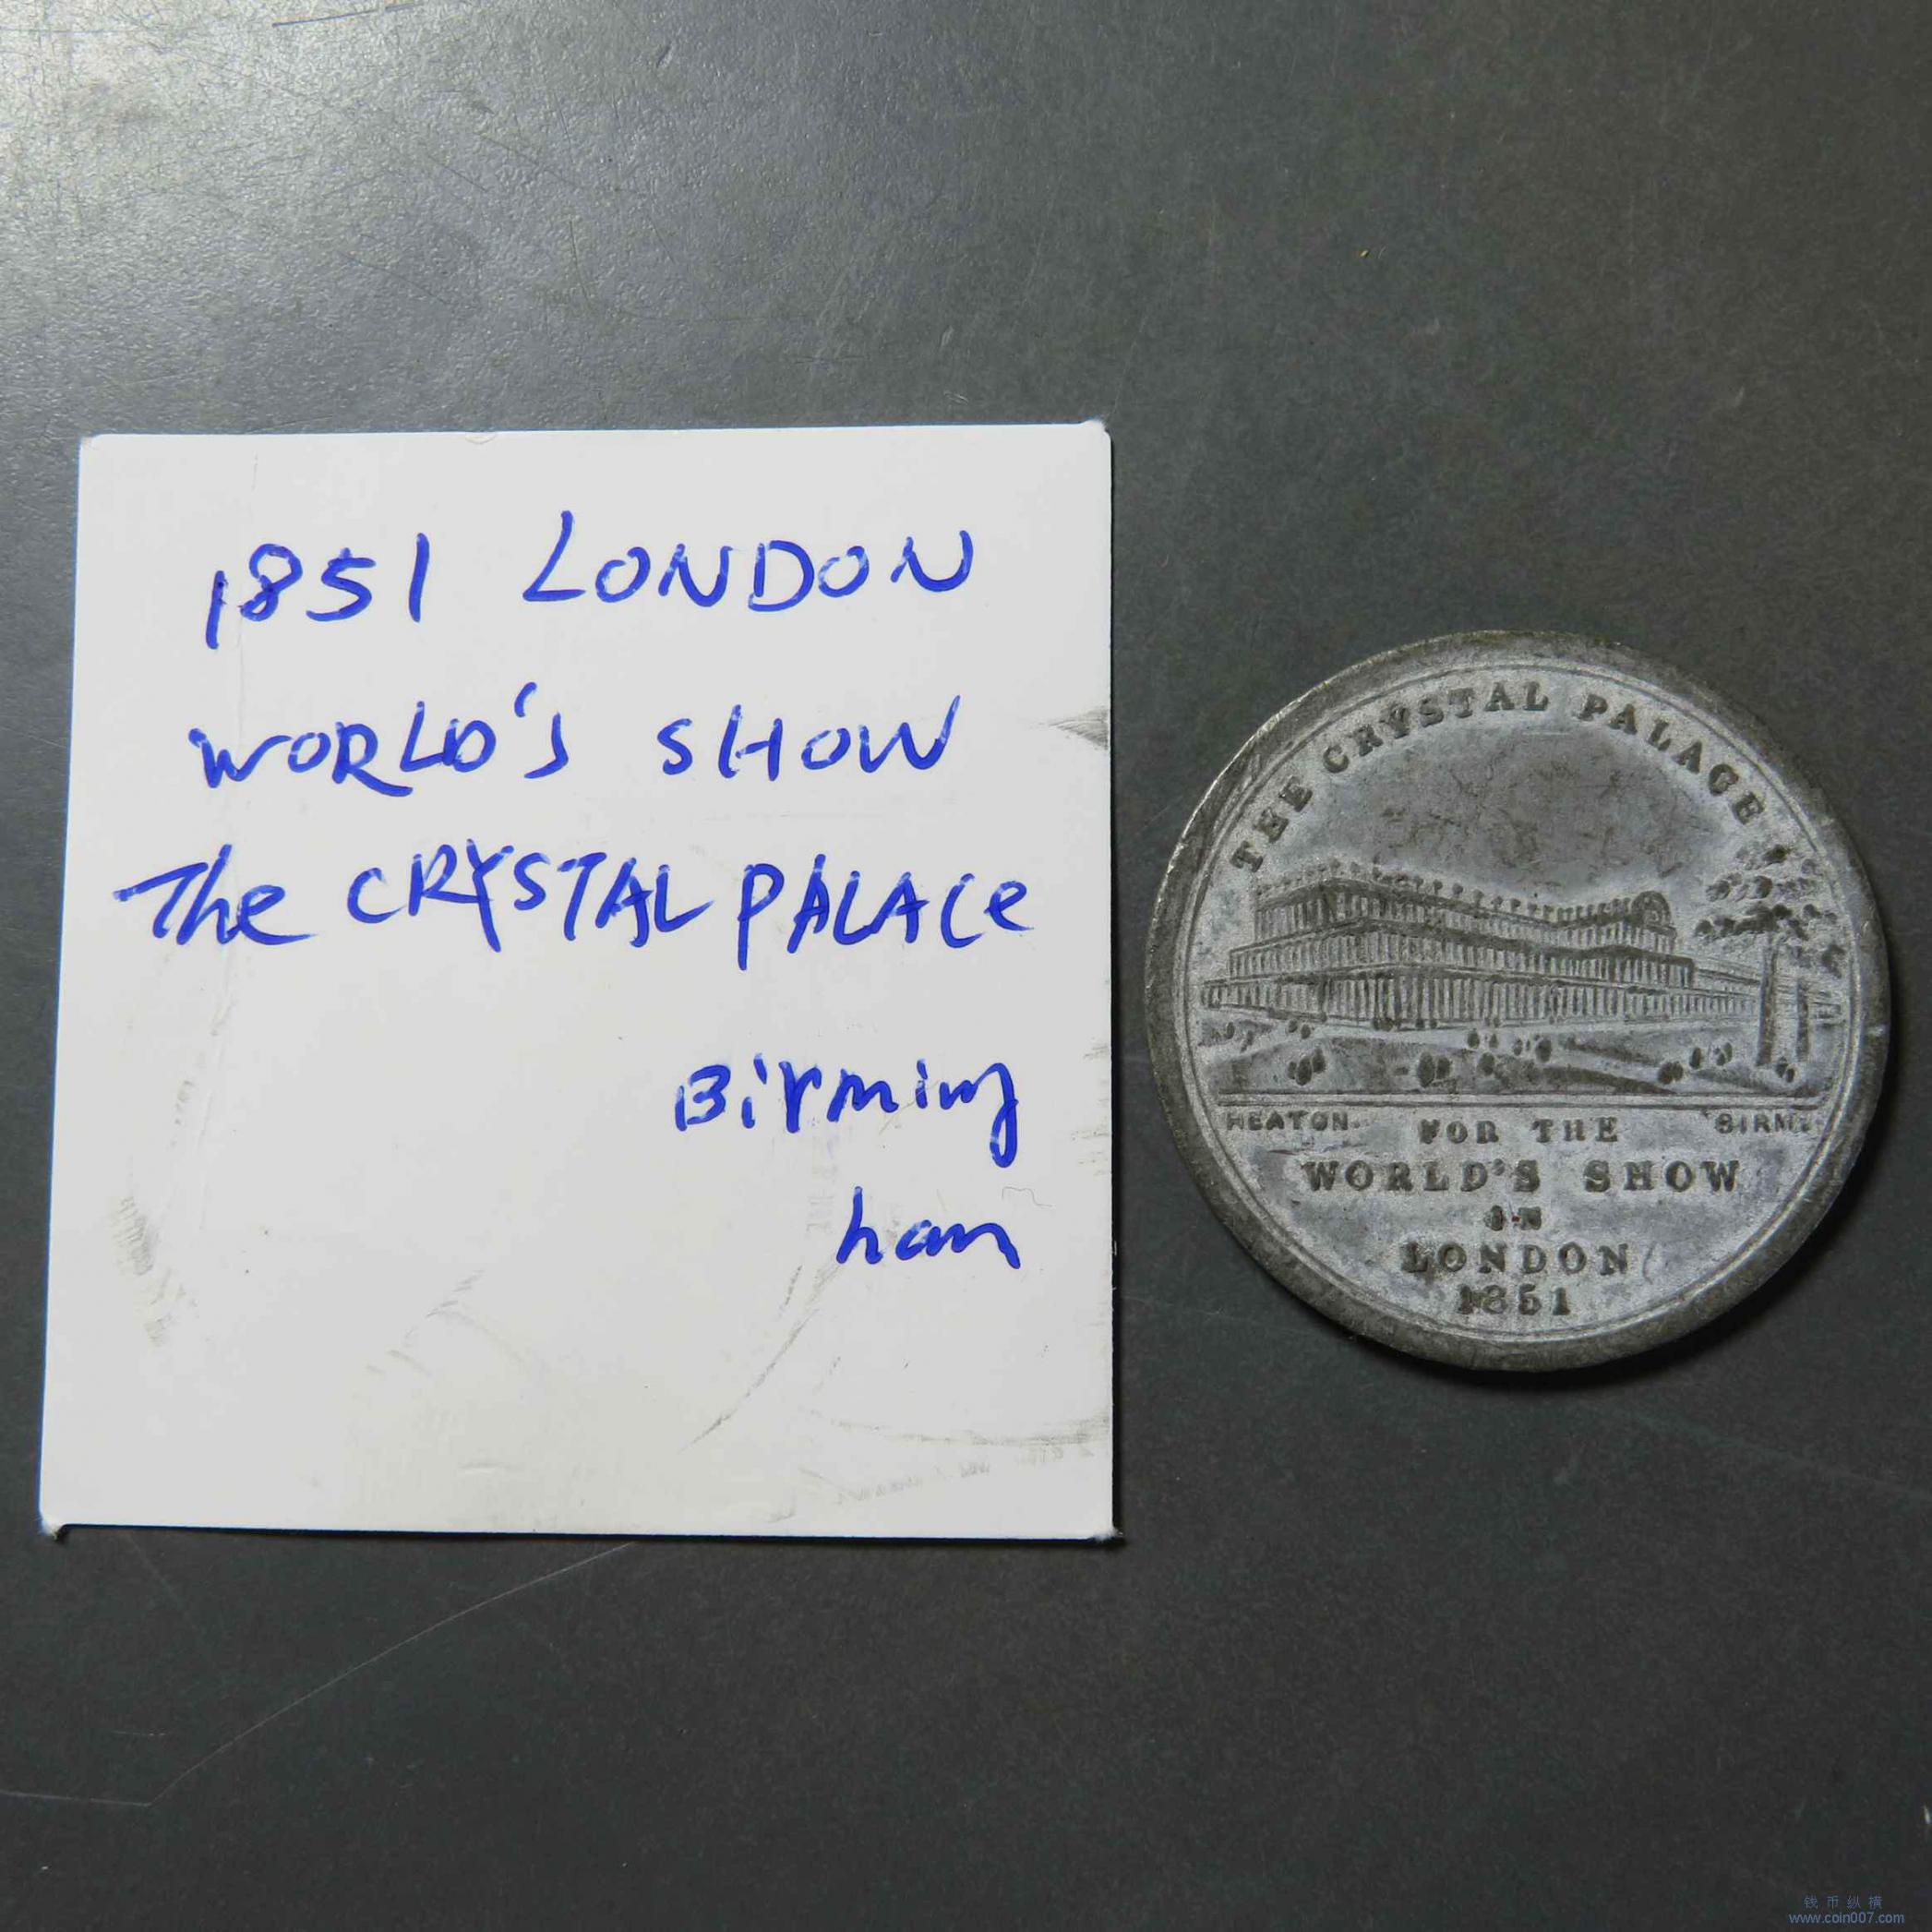 1851 LONDON
WORLD'S SHOW
The CRYSTAL PALACe
Birming
ham
THE CRYSTAL PALACE
HEATON. BIRM.
FOR THE
WORLD'S SHOW
IN
LONDON
1851
钱币纵横
www.coin007.com